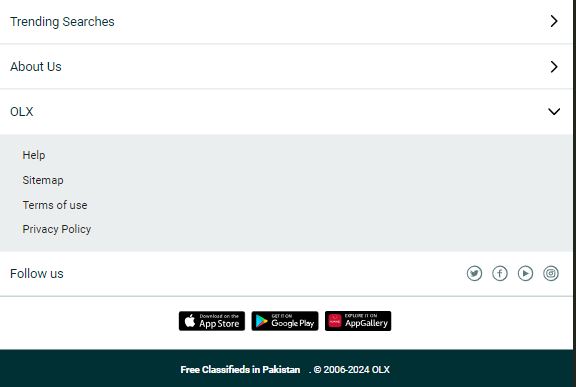 Trending Searches
About Us
OLX
Help
Sitemap
Terms of use
Privacy Policy
Follow us
Download on the
App Store
GET IT ON
Google Play
EXPLORE IT ON
AppGallery
Free Classifieds in Pakistan . © 2006-2024 OLX